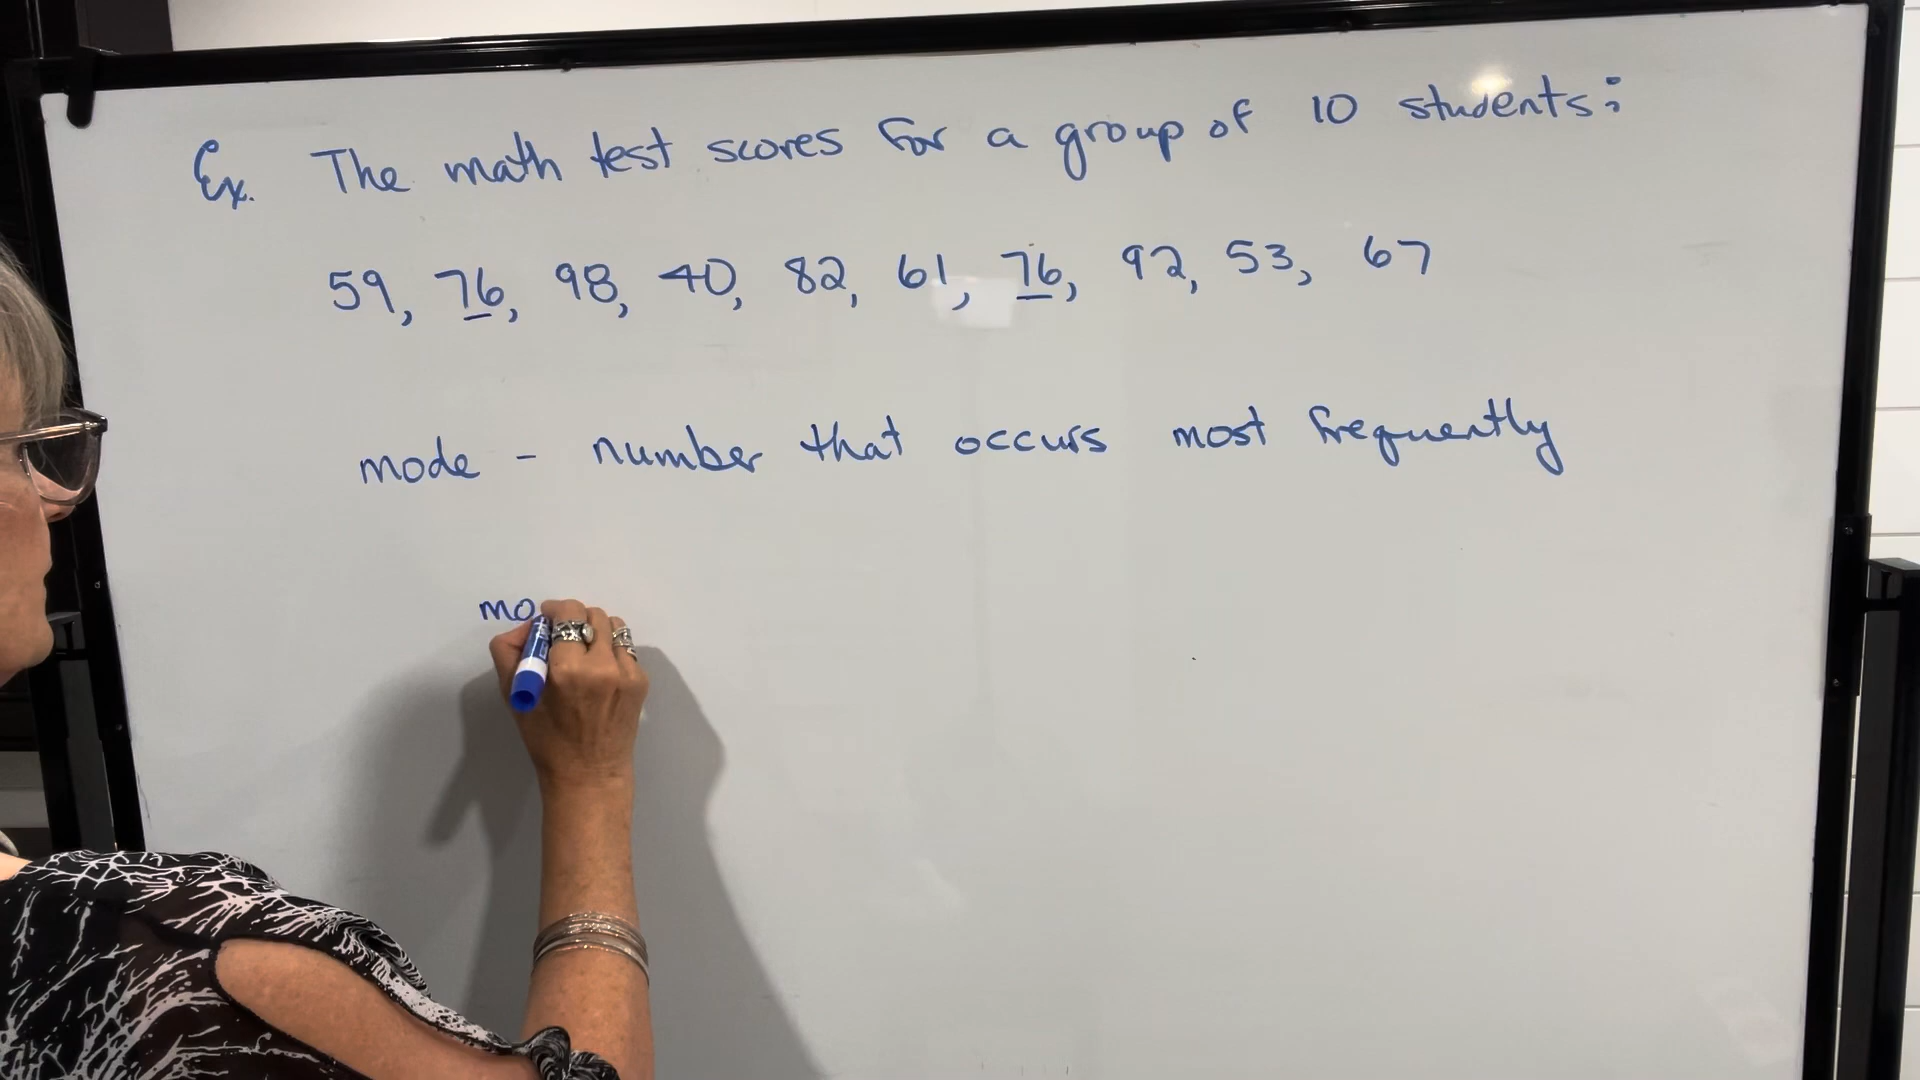 Ex. The math test scores for a group of 10 students:
59, 76, 98, 40, 82, 61, 76, 92, 53, 67
mode - number that occurs most frequently
mo